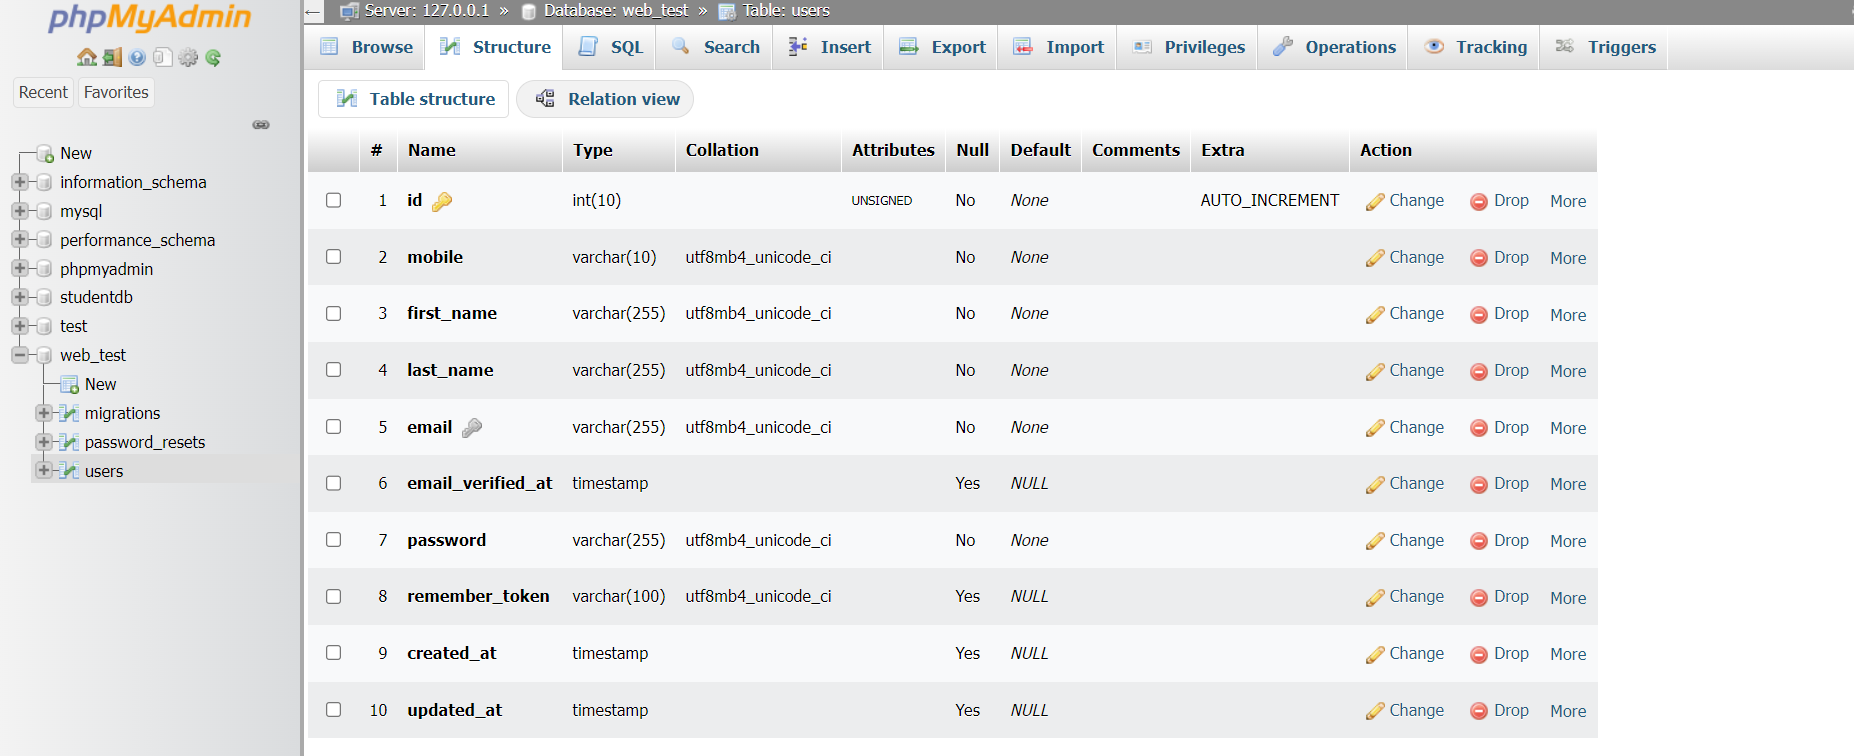 phpMyAdmin
Recent Favorites
New
information_schema
mysql
performance_schema
phpmyadmin
studentdb
test
web_test
New
migrations
password_resets
users
Server: 127.0.0.1 » Database: web_test » Table: users
Browse Structure SQL Search Insert Export Import Privileges Operations Tracking Triggers
Table structure Relation view
# Name Type Collation Attributes Null Default Comments Extra Action
1 id int(10) UNSIGNED No None AUTO_INCREMENT Change Drop More
2 mobile varchar(10) utf8mb4_unicode_ci No None Change Drop More
3 first_name varchar(255) utf8mb4_unicode_ci No None Change Drop More
4 last_name varchar(255) utf8mb4_unicode_ci No None Change Drop More
5 email varchar(255) utf8mb4_unicode_ci No None Change Drop More
6 email_verified_at timestamp Yes NULL Change Drop More
7 password varchar(255) utf8mb4_unicode_ci No None Change Drop More
8 remember_token varchar(100) utf8mb4_unicode_ci Yes NULL Change Drop More
9 created_at timestamp Yes NULL Change Drop More
10 updated_at timestamp Yes NULL Change Drop More